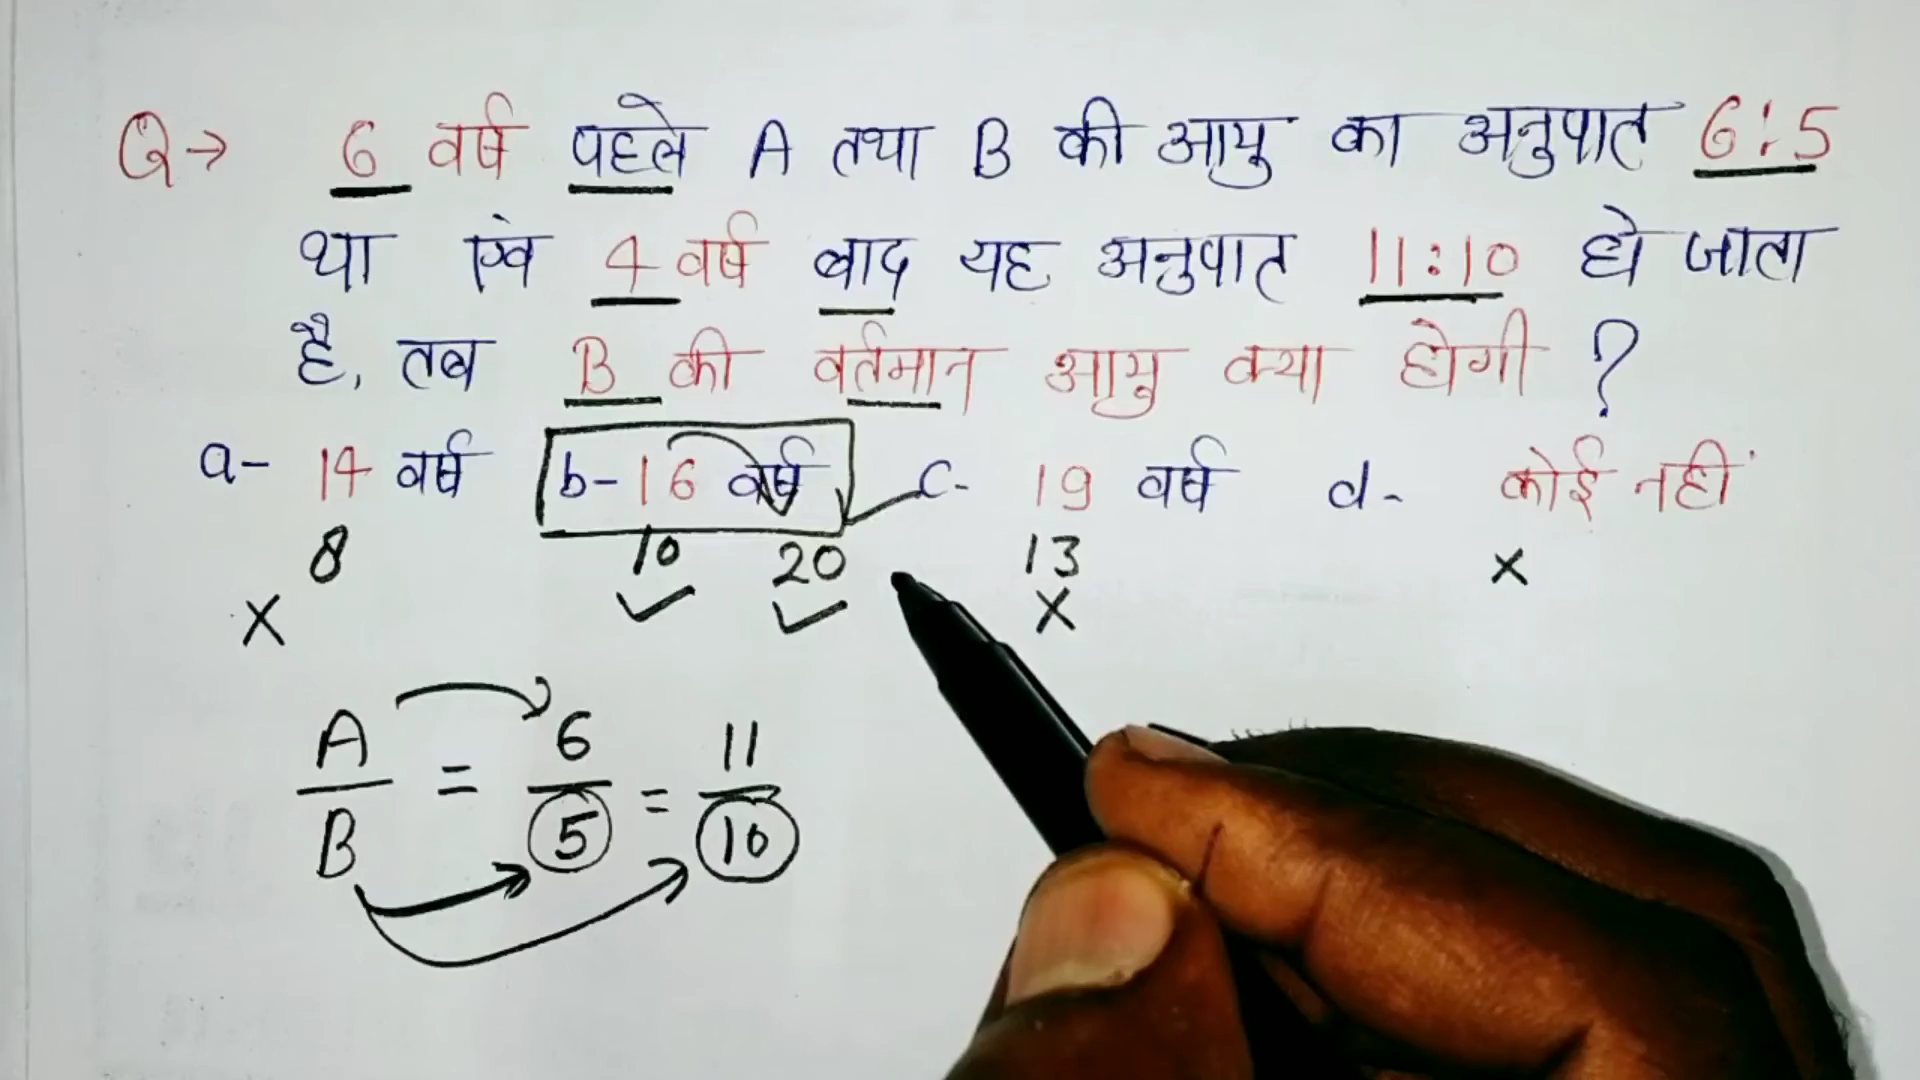 Q→ 6 वर्ष पहले A तथा B की आयु का अनुपात 6:5
था एवं 4 वर्ष बाद यह अनुपात 11:10 हो जाता
है, तब B की वर्तमान आयु क्या होगी ?
a- 14 वर्ष b- 16 वर्ष c- 19 वर्ष d- कोई नहीं
8 10 20 13 ×
× ✓ ✓ ×
A/B = 6/5 = 11/10